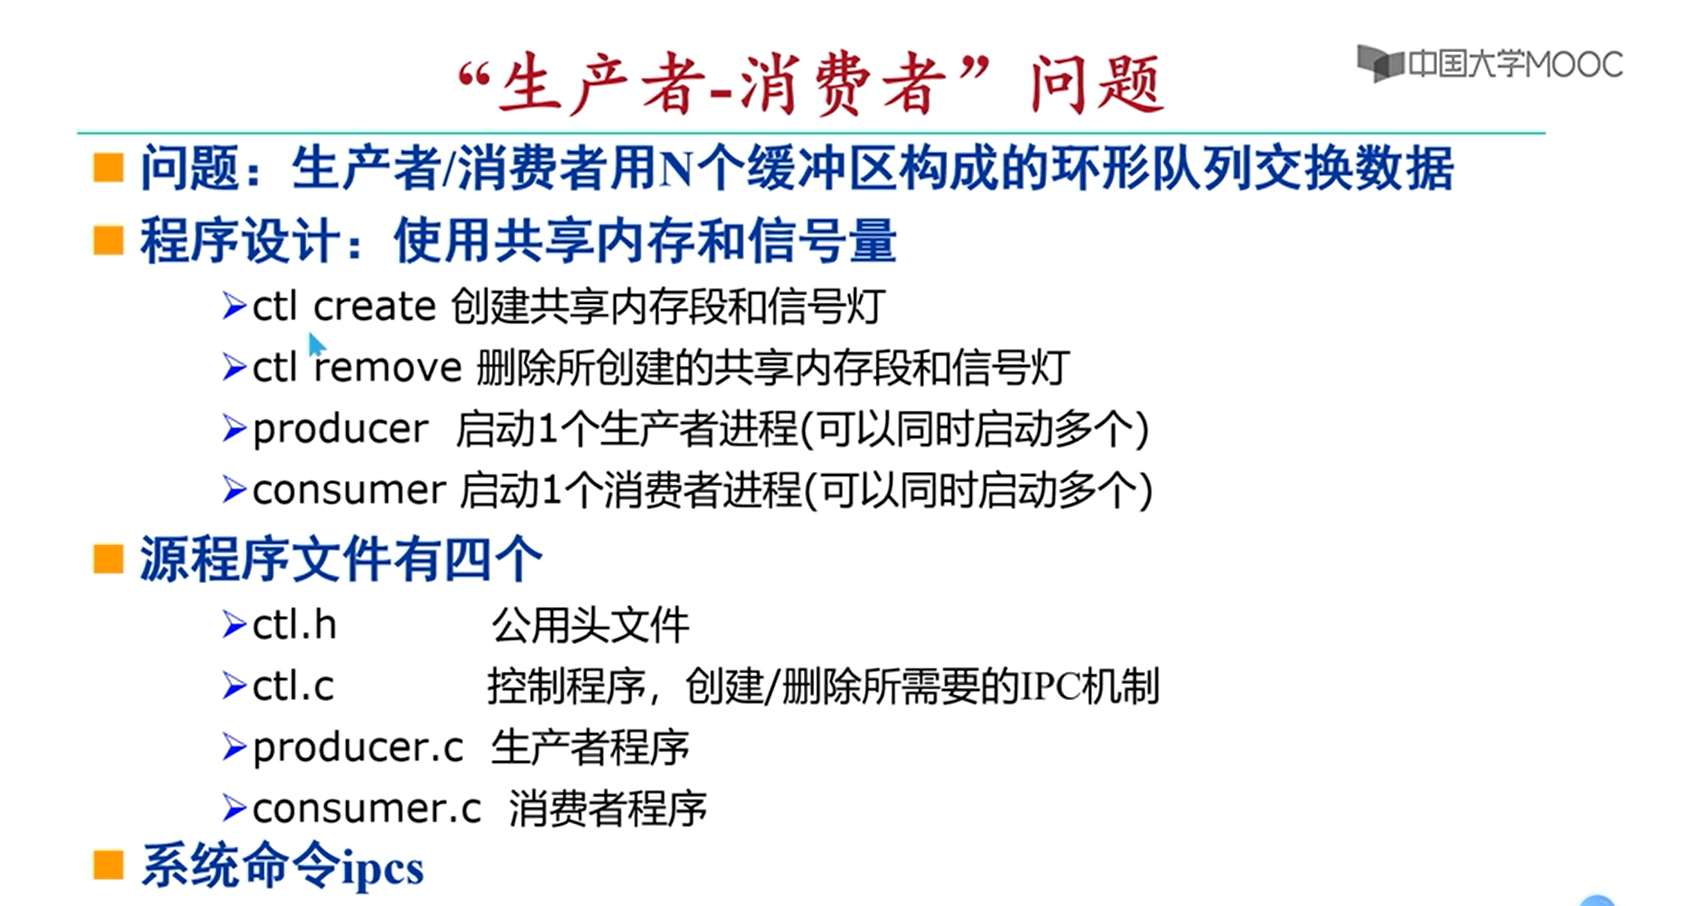 “生产者-消费者”问题
中国大学MOOC
问题：生产者/消费者用N个缓冲区构成的环形队列交换数据
程序设计：使用共享内存和信号量
ctl create 创建共享内存段和信号灯
ctl remove 删除所创建的共享内存段和信号灯
producer 启动1个生产者进程(可以同时启动多个)
consumer 启动1个消费者进程(可以同时启动多个)
源程序文件有四个
ctl.h 公用头文件
ctl.c 控制程序，创建/删除所需要的IPC机制
producer.c 生产者程序
consumer.c 消费者程序
系统命令ipcs